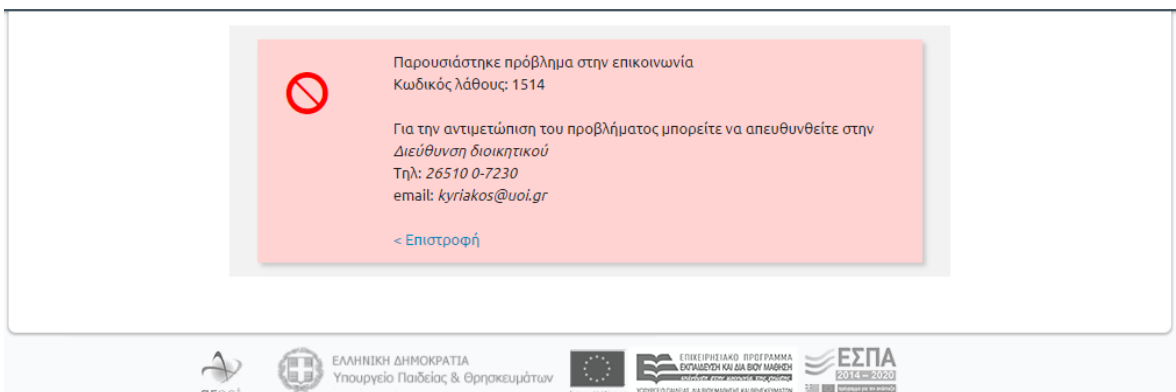 Παρουσιάστηκε πρόβλημα στην επικοινωνία
Κωδικός λάθους: 1514
Για την αντιμετώπιση του προβλήματος μπορείτε να απευθυνθείτε στην
Διεύθυνση διοικητικού
Τηλ: 26510 0-7230
email: kyriakos@uoi.gr
< Επιστροφή
ΕΛΛΗΝΙΚΗ ΔΗΜΟΚΡΑΤΙΑ
Υπουργείο Παιδείας & Θρησκευμάτων
ΕΠΙΧΕΙΡΗΣΙΑΚΟ ΠΡΟΓΡΑΜΜΑ
ΕΚΠΑΙΔΕΥΣΗ ΚΑΙ ΔΙΑ ΒΙΟΥ ΜΑΘΗΣΗ
ΕΣΠΑ
2014 – 2020